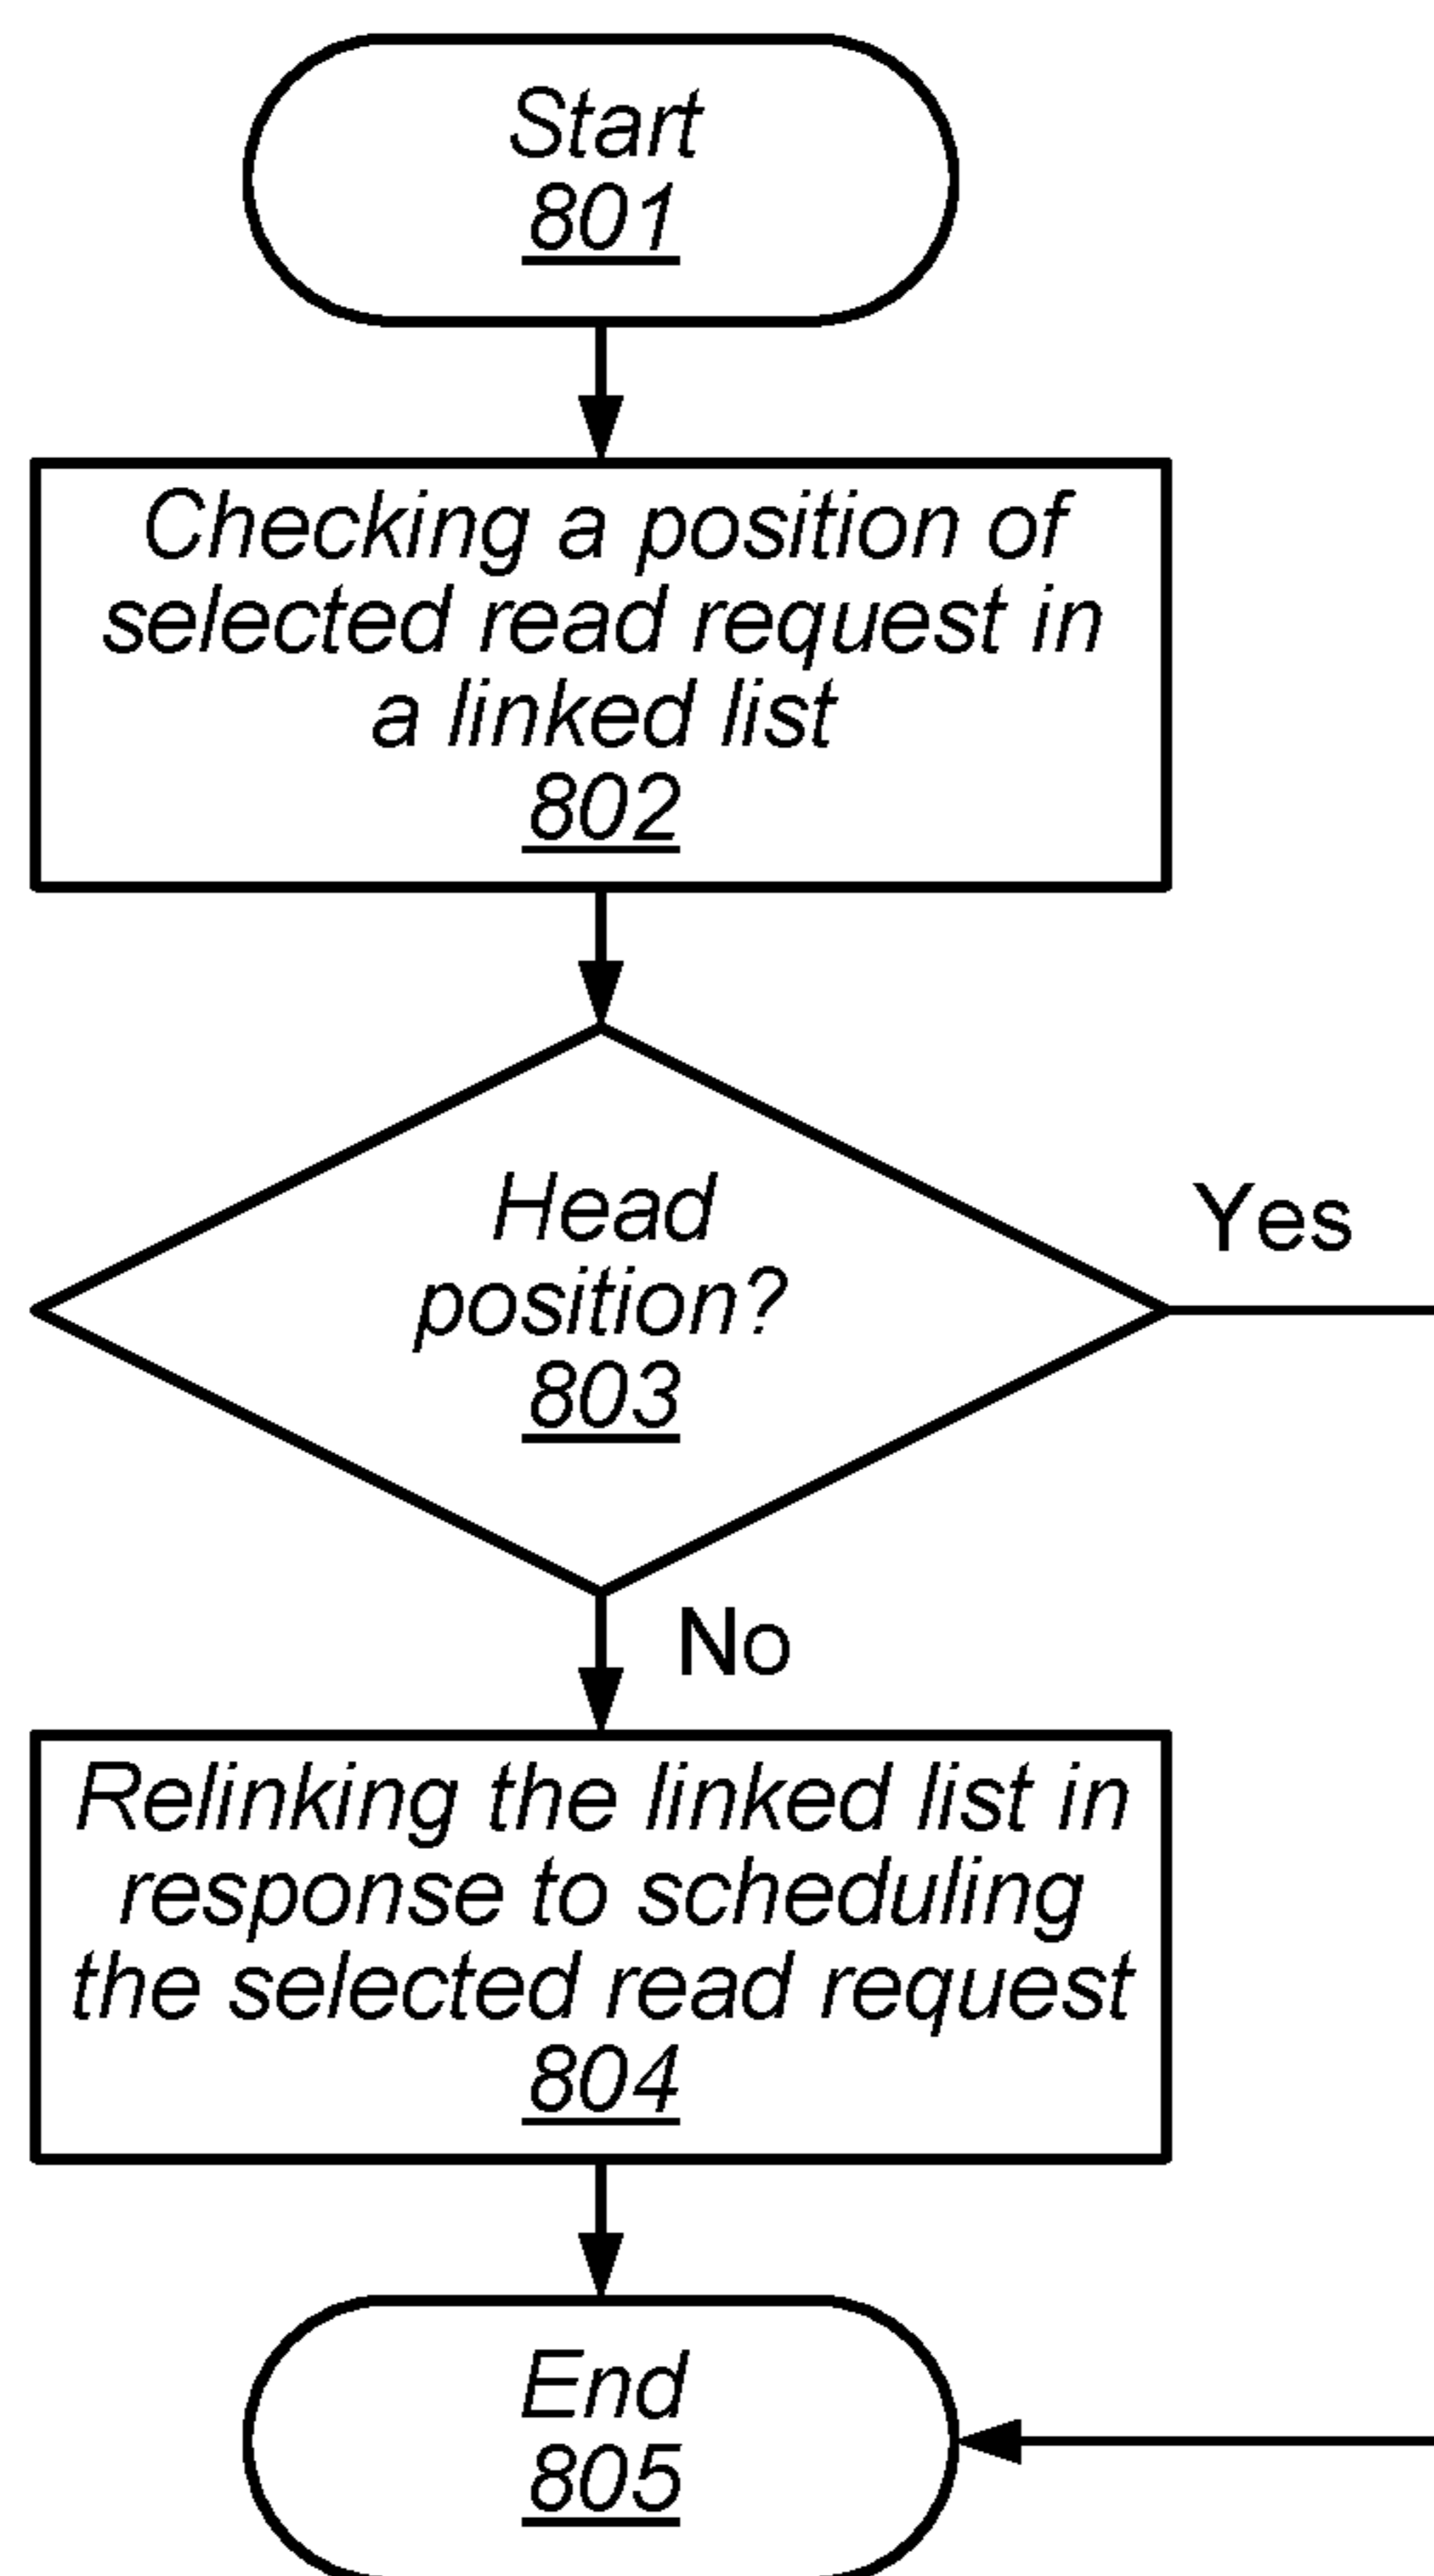 Start
801
Checking a position of
selected read request in
a linked list
802
Head
position?
803
Yes
No
Relinking the linked list in
response to scheduling
the selected read request
804
End
805